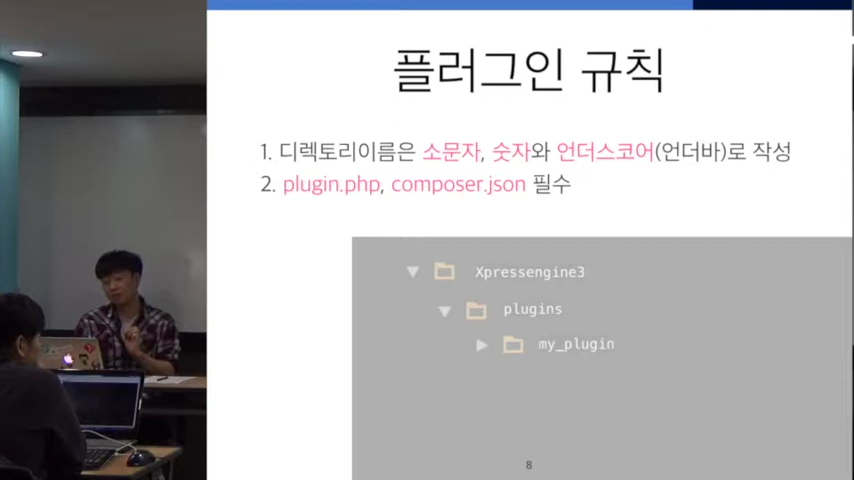 플러그인 규칙
1. 디렉토리이름은 소문자, 숫자와 언더스코어(언더바)로 작성
2. plugin.php, composer.json 필수
Xpressengine3
plugins
my_plugin
8